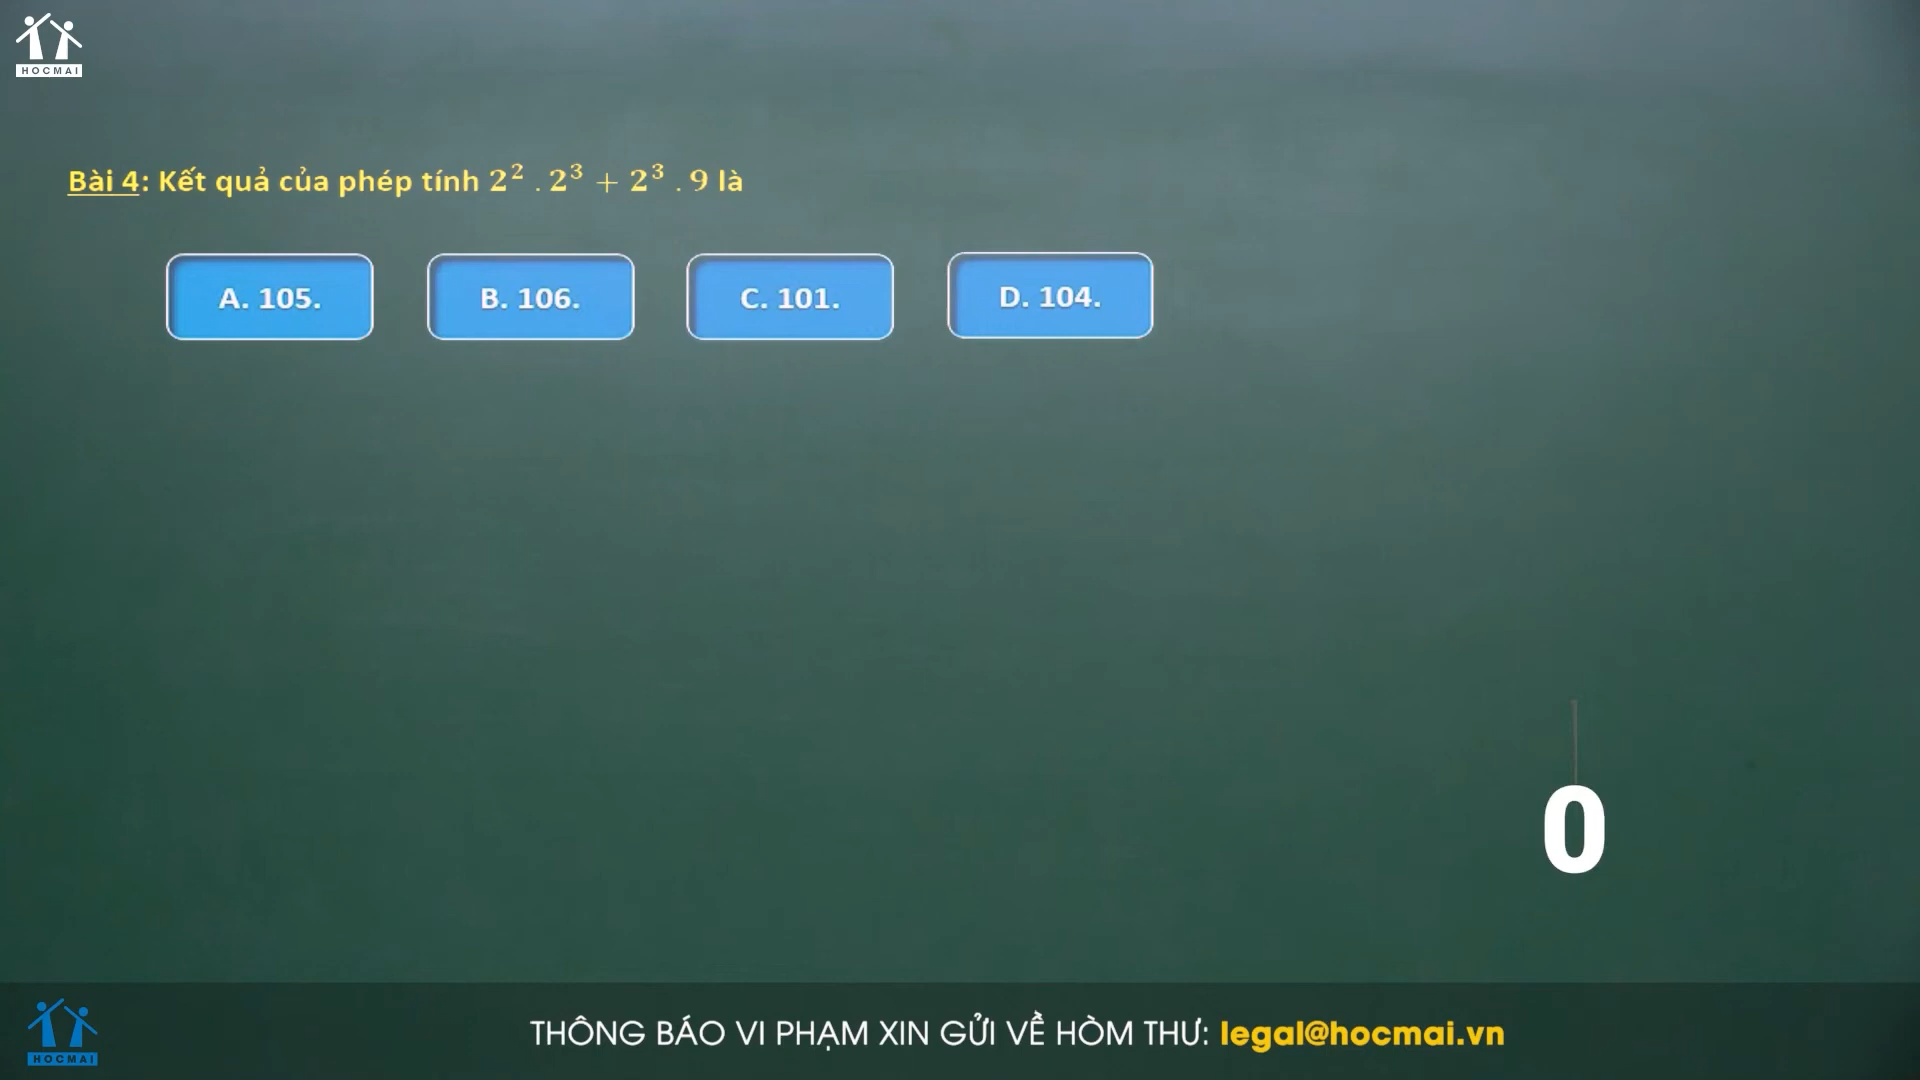 HOCMAI
Bài 4: Kết quả của phép tính 2² . 2³ + 2³ . 9 là
A. 105. B. 106. C. 101. D. 104.
0
HOCMAI
THÔNG BÁO VI PHẠM XIN GỬI VỀ HÒM THƯ: legal@hocmai.vn